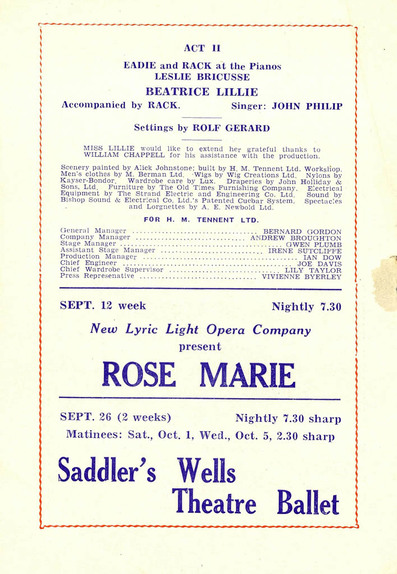 ACT II
EADIE and RACK at the Pianos
LESLIE BRICUSSE
BEATRICE LILLIE
Accompanied by RACK. Singer: JOHN PHILIP
Settings by ROLF GERARD
MISS LILLIE would like to extend her grateful thanks to
WILLIAM CHAPPELL for his assistance with the production.
Scenery painted by Alick Johnstone; built by H. M. Tennent Ltd. Workshop.
Men's clothes by M. Berman Ltd. Wigs by Wig Creations Ltd. Nylons by
Kayser-Bondor. Wardrobe care by Lux. Draperies by John Holliday &
Sons, Ltd. Furniture by The Old Times Furnishing Company. Electrical
Equipment by The Strand Electric and Engineering Co. Ltd. Sound by
Bishop Sound & Electrical Co. Ltd.'s Patented Curbar System. Spectacles
and Lorgnettes by A. E. Newbold Ltd.
FOR H. M. TENNENT LTD.
General Manager ........ BERNARD GORDON
Company Manager ........ ANDREW BROUGHTON
Stage Manager ........ OWEN PLUMB
Assistant Stage Manager ........ IRENE SUTCLIFFE
Production Manager ........ IAN DOW
Chief Engineer ........ JOE DAVIS
Chief Wardrobe Supervisor ........ LILY TAYLOR
Press Represenative ........ VIVIENNE BYERLEY
SEPT. 12 week Nightly 7.30
New Lyric Light Opera Company
present
ROSE MARIE
SEPT. 26 (2 weeks) Nightly 7.30 sharp
Matinees: Sat., Oct. 1, Wed., Oct. 5, 2.30 sharp
Saddler's Wells
Theatre Ballet